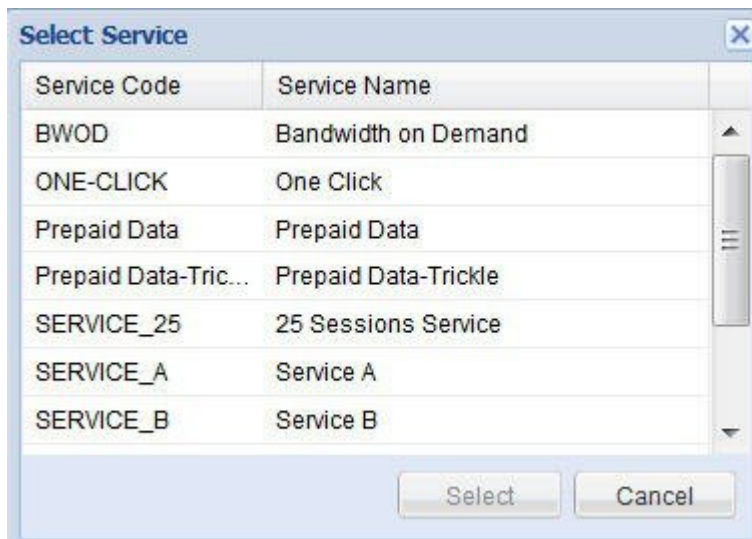 Select Service
Service Code Service Name
BWOD Bandwidth on Demand
ONE-CLICK One Click
Prepaid Data Prepaid Data
Prepaid Data-Tric... Prepaid Data-Trickle
SERVICE_25 25 Sessions Service
SERVICE_A Service A
SERVICE_B Service B
Select Cancel